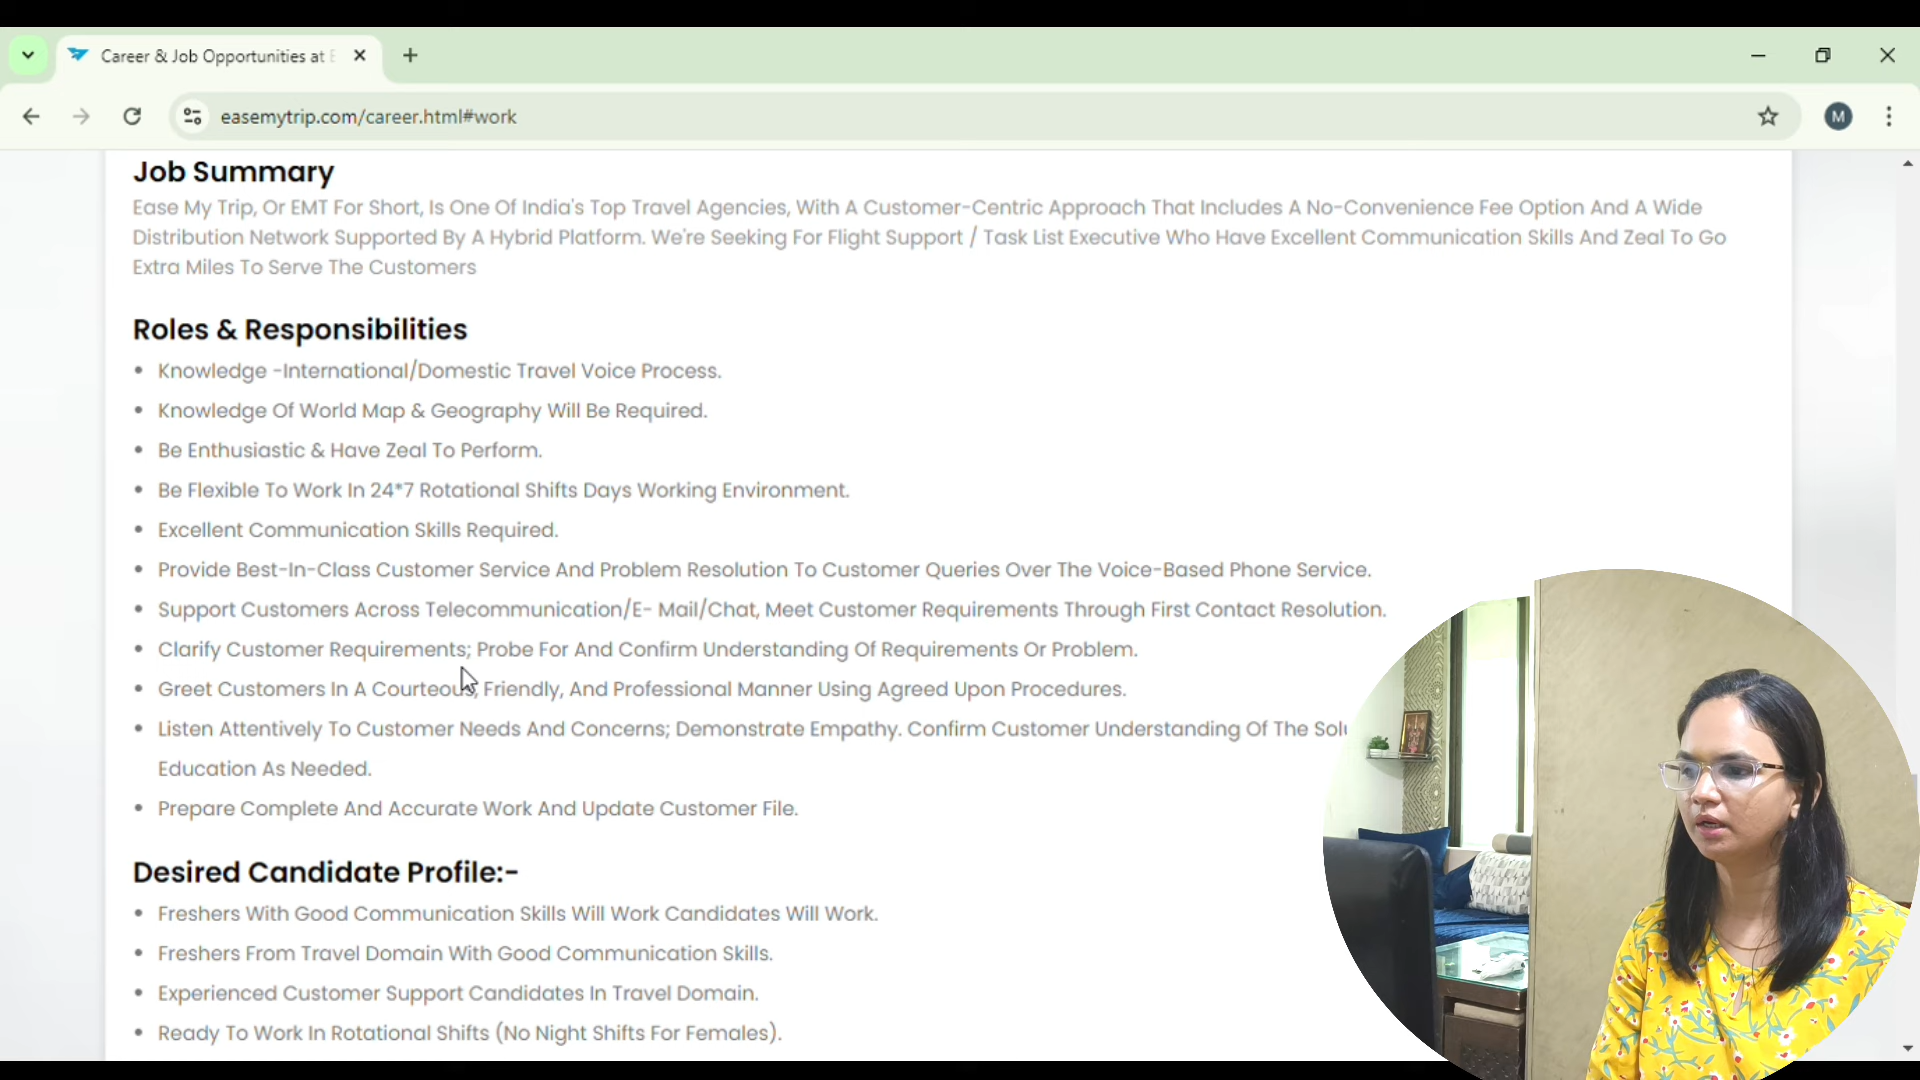 Career & Job Opportunities at E
easemytrip.com/career.html#work
M
Job Summary
Ease My Trip, Or EMT For Short, Is One Of India's Top Travel Agencies, With A Customer-Centric Approach That Includes A No-Convenience Fee Option And A Wide
Distribution Network Supported By A Hybrid Platform. We're Seeking For Flight Support / Task List Executive Who Have Excellent Communication Skills And Zeal To Go
Extra Miles To Serve The Customers
Roles & Responsibilities
• Knowledge -International/Domestic Travel Voice Process.
• Knowledge Of World Map & Geography Will Be Required.
• Be Enthusiastic & Have Zeal To Perform.
• Be Flexible To Work In 24*7 Rotational Shifts Days Working Environment.
• Excellent Communication Skills Required.
• Provide Best-In-Class Customer Service And Problem Resolution To Customer Queries Over The Voice-Based Phone Service.
• Support Customers Across Telecommunication/E- Mail/Chat, Meet Customer Requirements Through First Contact Resolution.
• Clarify Customer Requirements; Probe For And Confirm Understanding Of Requirements Or Problem.
• Greet Customers In A Courteous, Friendly, And Professional Manner Using Agreed Upon Procedures.
• Listen Attentively To Customer Needs And Concerns; Demonstrate Empathy. Confirm Customer Understanding Of The Solu
Education As Needed.
• Prepare Complete And Accurate Work And Update Customer File.
Desired Candidate Profile:-
• Freshers With Good Communication Skills Will Work Candidates Will Work.
• Freshers From Travel Domain With Good Communication Skills.
• Experienced Customer Support Candidates In Travel Domain.
• Ready To Work In Rotational Shifts (No Night Shifts For Females).